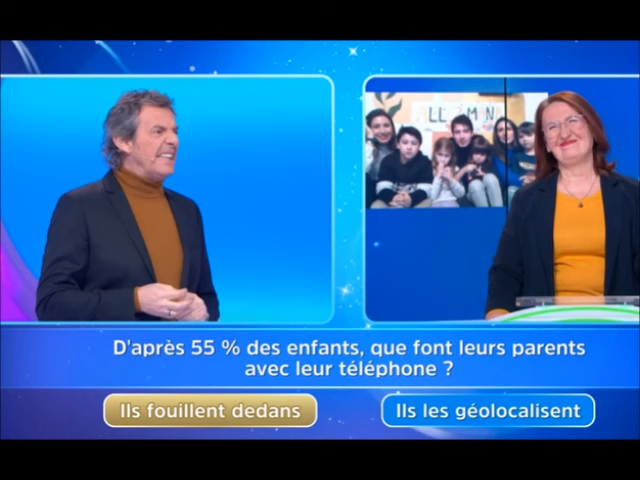 D'après 55 % des enfants, que font leurs parents
avec leur téléphone ?
Ils fouillent dedans
Ils les géolocalisent